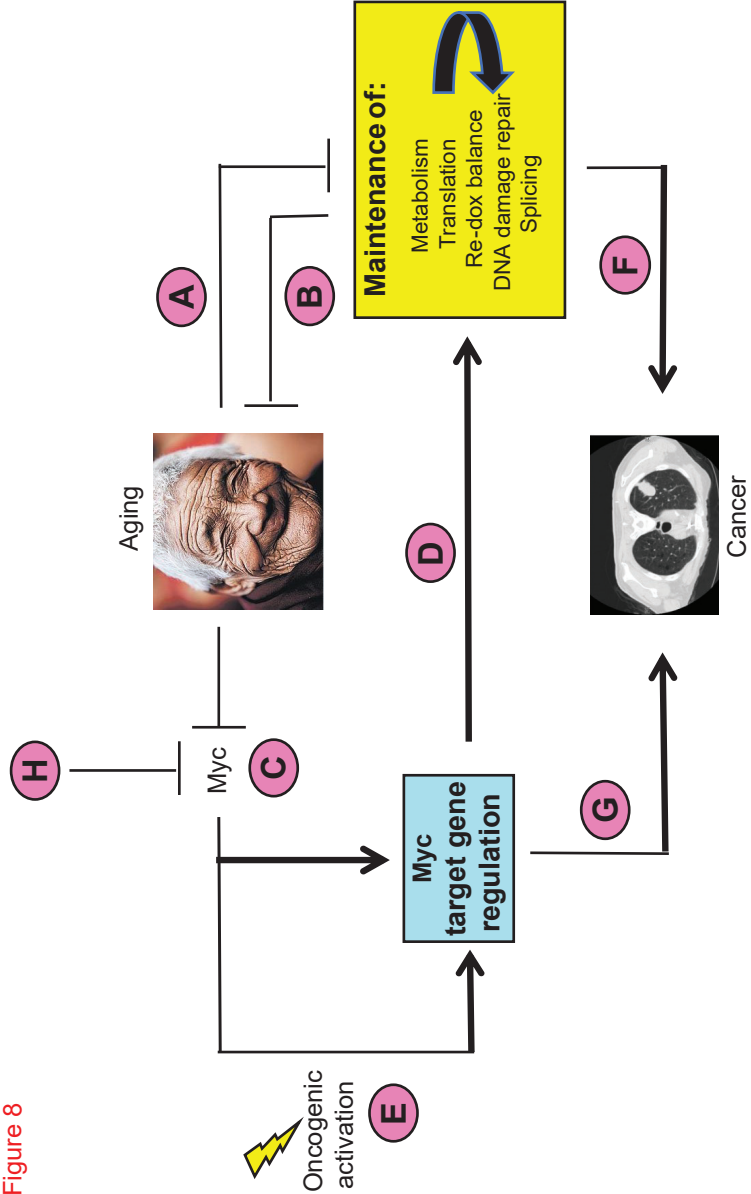 Figure 8
H
Myc
C
Aging
A
B
Oncogenic
activation
E
Myc
target gene
regulation
D
Maintenance of:
Metabolism
Translation
Re-dox balance
DNA damage repair
Splicing
G
F
Cancer